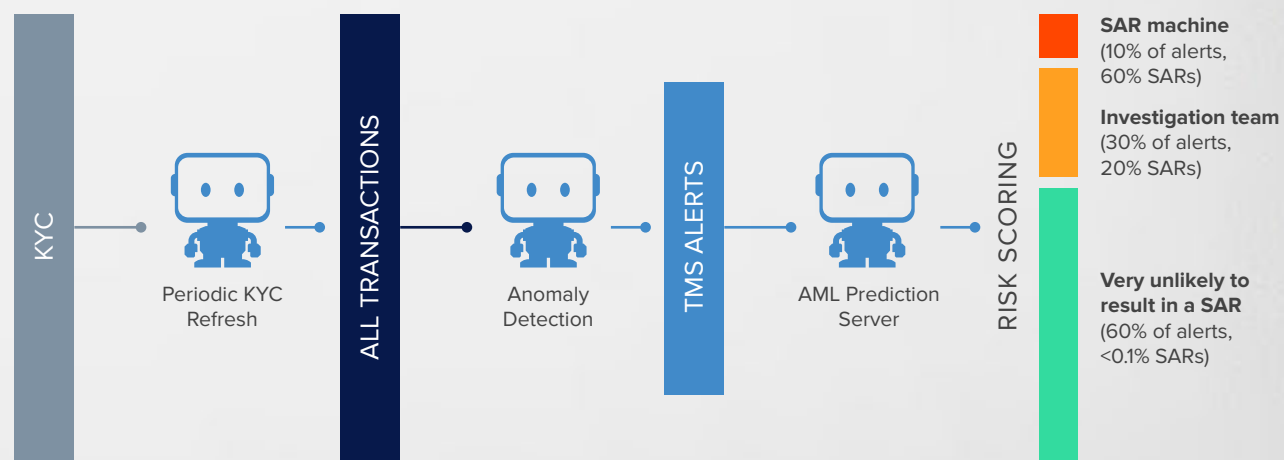 KYC
Periodic KYC
Refresh
ALL TRANSACTIONS
Anomaly
Detection
TMS ALERTS
AML Prediction
Server
RISK SCORING
SAR machine
(10% of alerts,
60% SARs)
Investigation team
(30% of alerts,
20% SARs)
Very unlikely to
result in a SAR
(60% of alerts,
<0.1% SARs)